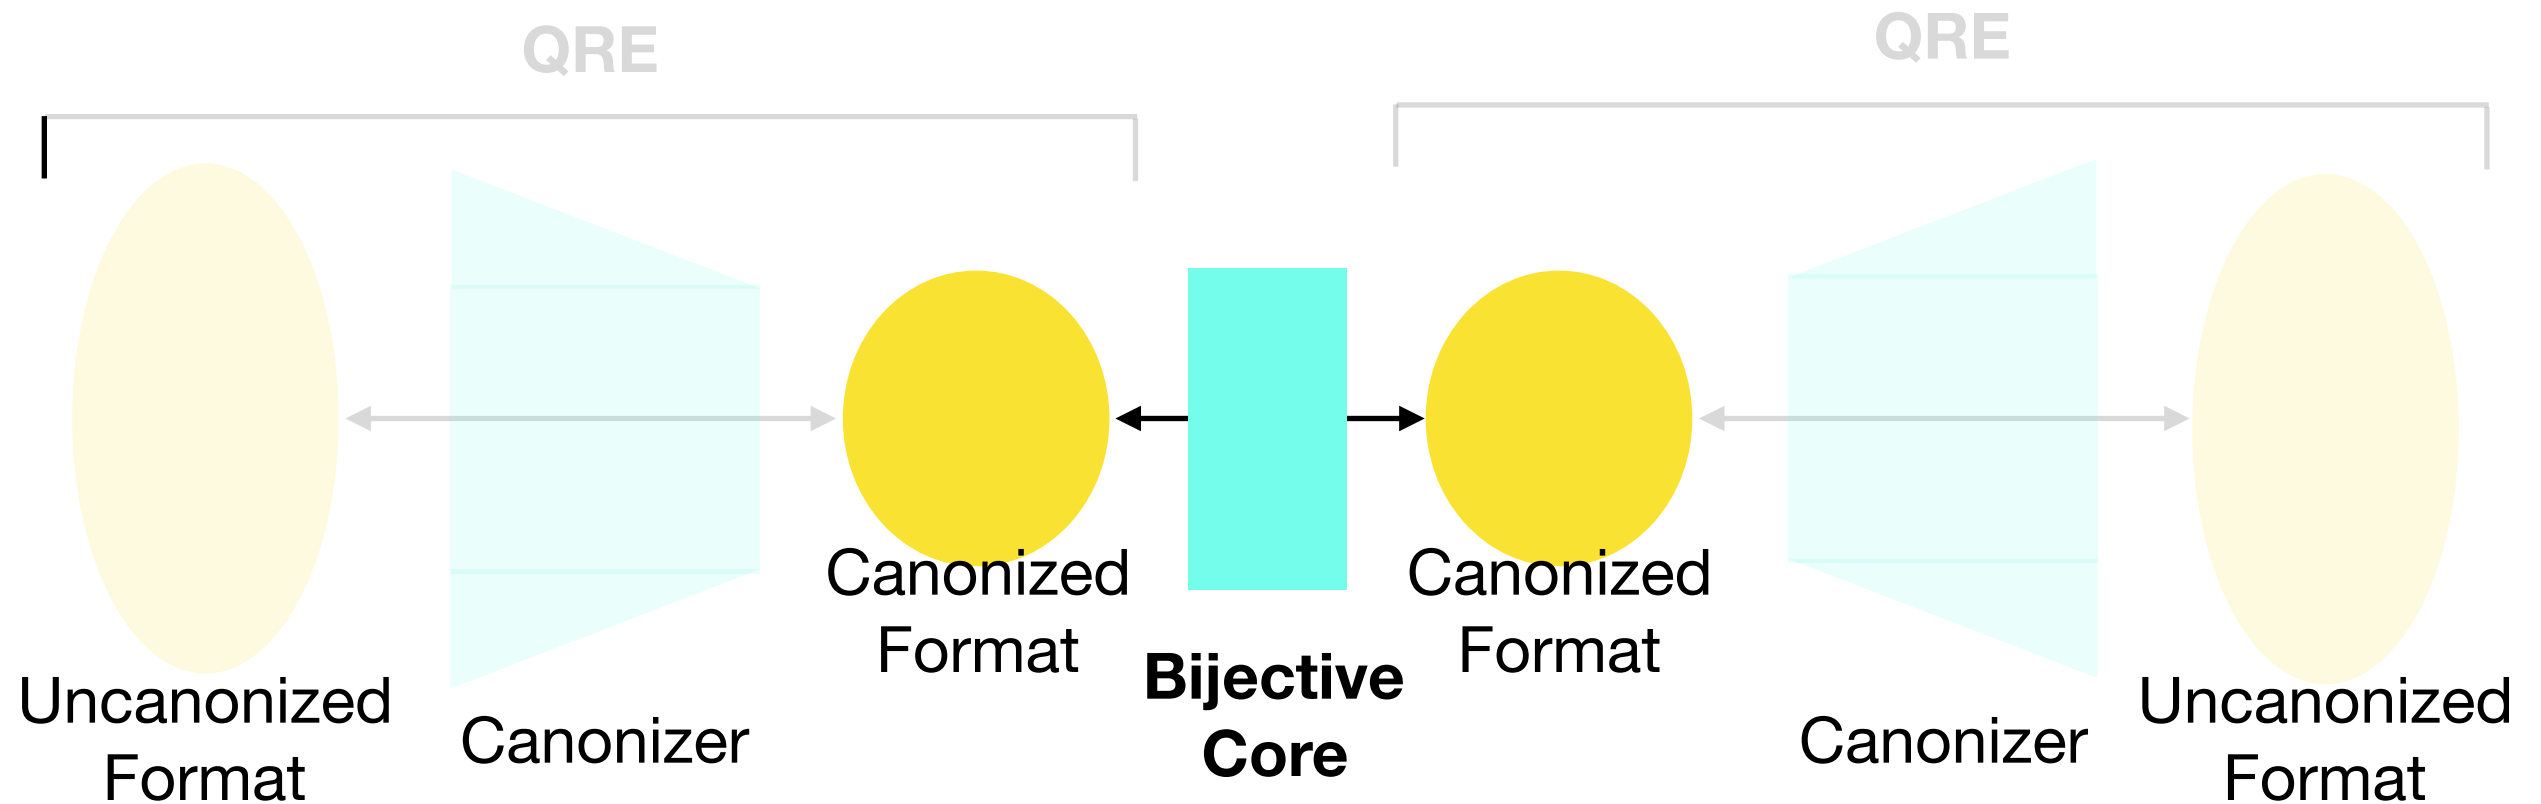 QRE
QRE
Canonized
Format
Canonized
Format
Bijective
Core
Uncanonized
Format
Canonizer
Canonizer
Uncanonized
Format